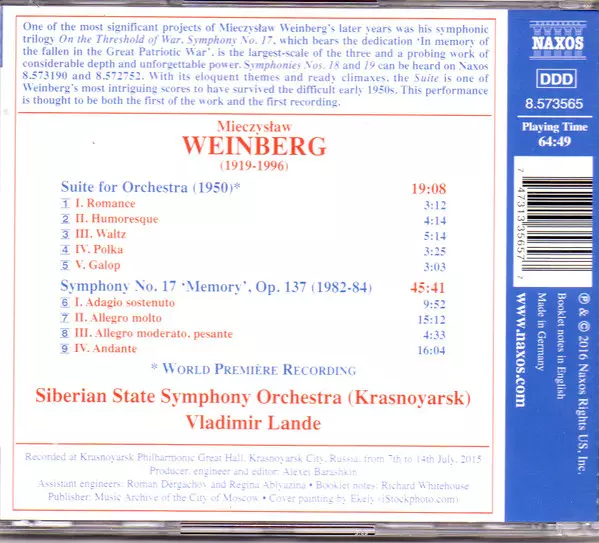 One of the most significant projects of Mieczysław Weinberg's later years was his symphonic
trilogy On the Threshold of War. Symphony No. 17, which bears the dedication 'In memory of
the fallen in the Great Patriotic War', is the largest-scale of the three and a probing work of
considerable depth and unforgettable power. Symphonies Nos. 18 and 19 can be heard on Naxos
8.573190 and 8.572752. With its eloquent themes and ready climaxes, the Suite is one of
Weinberg's most intriguing scores to have survived the difficult early 1950s. This performance
is thought to be both the first of the work and the first recording.
Mieczysław
WEINBERG
(1919-1996)
Suite for Orchestra (1950)* 19:08
1 I. Romance 3:12
2 II. Humoresque 4:14
3 III. Waltz 5:14
4 IV. Polka 3:25
5 V. Galop 3:03
Symphony No. 17 'Memory', Op. 137 (1982-84) 45:41
6 I. Adagio sostenuto 9:52
7 II. Allegro molto 15:12
8 III. Allegro moderato, pesante 4:33
9 IV. Andante 16:04
* WORLD PREMIÈRE RECORDING
Siberian State Symphony Orchestra (Krasnoyarsk)
Vladimir Lande
Recorded at Krasnoyarsk Philharmonic Great Hall, Krasnoyarsk City, Russia, from 7th to 14th July, 2015
Producer, engineer and editor: Alexei Barashkin
Assistant engineers: Roman Dergachov and Regina Ablyazina • Booklet notes: Richard Whitehouse
Publisher: Music Archive of the City of Moscow • Cover painting by Ekely (iStockphoto.com)
NAXOS
DDD
8.573565
Playing Time
64:49
7 47313 35657 7
℗ & © 2016 Naxos Rights US, Inc.
Booklet notes in English
Made in Germany
www.naxos.com